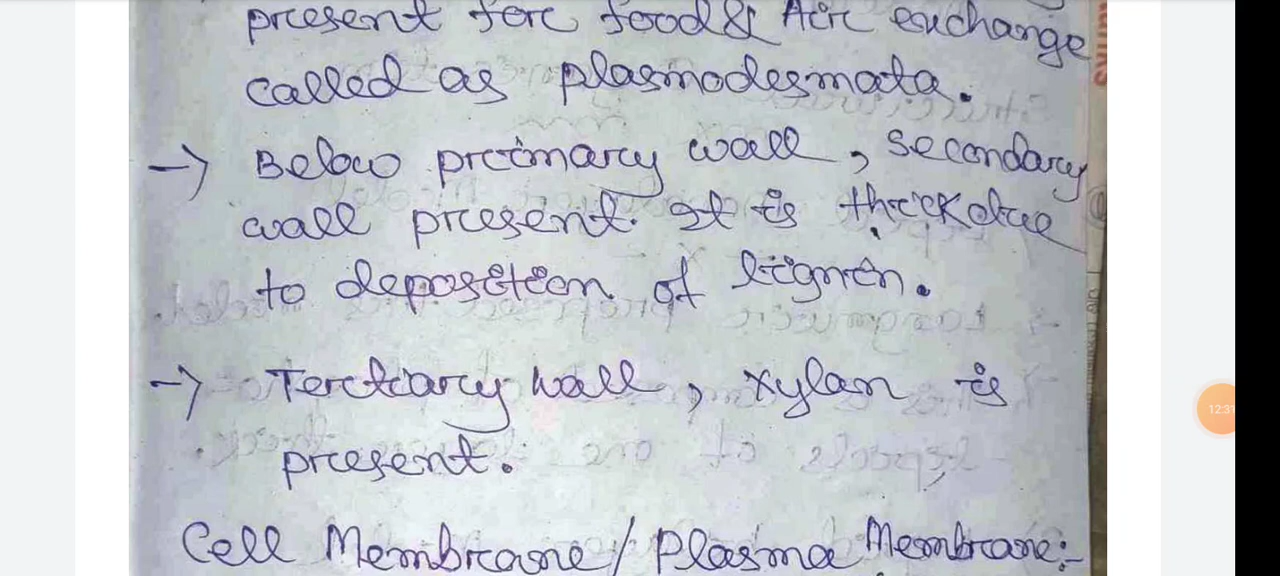 present for food & Air exchange
called as plasmodesmata.
→ Below primary wall, secondary
wall present. It is thick due
to deposition of lignin.
→ Tertiary wall, xylan is
present.
Cell Membrane/Plasma Membrane:-